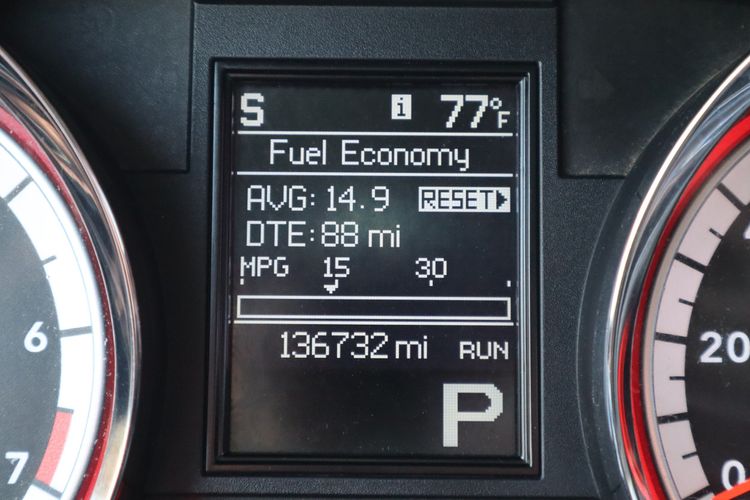 S i 77°F
Fuel Economy
AVG: 14.9 RESET
DTE: 88 mi
MPG 15 30
136732 mi RUN
P
6
7
20
0